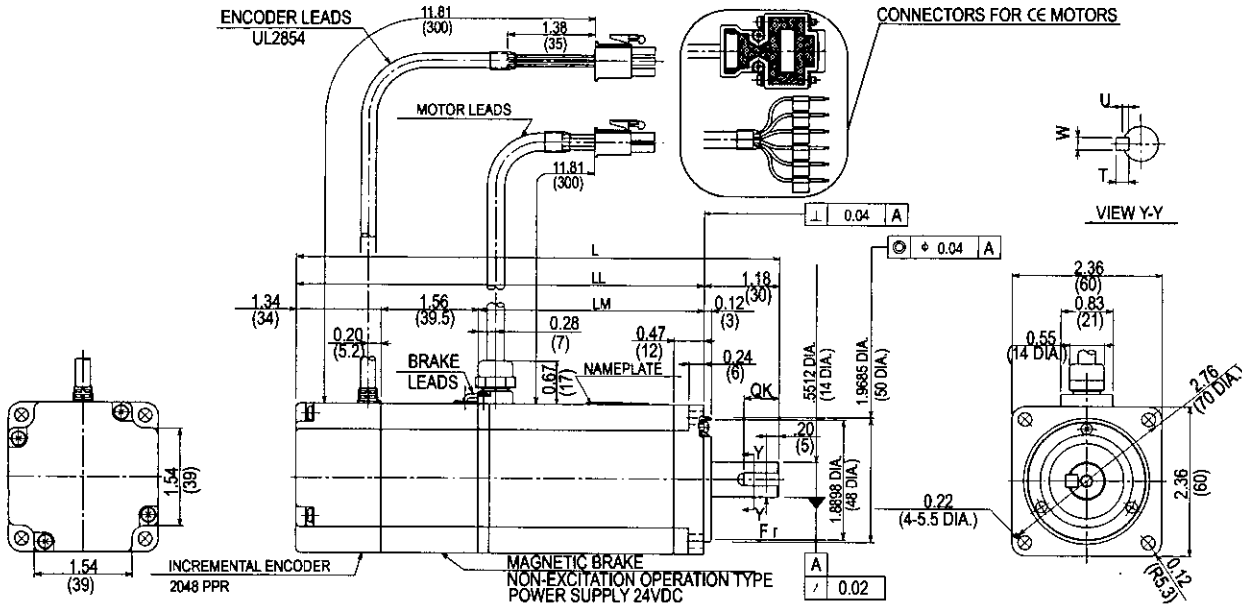 ENCODER LEADS
UL2854
11.81
(300)
1.38
(35)
CONNECTORS FOR CE MOTORS
MOTOR LEADS
11.81
(300)
U
W
T
VIEW Y-Y
⊥ 0.04 A
◎ ϕ 0.04 A
L
LL
1.18
(30)
2.36
(60)
0.83
(21)
0.55
(14 DIA.)
2.76
(70 DIA.)
1.34
(34)
1.56
(39.5)
LM
0.12
(3)
0.28
(7)
0.47
(12)
0.24
(6)
0.20
(5.2)
BRAKE
LEADS
0.67
(17)
NAMEPLATE
.5512 DIA.
(14 DIA.)
1.9685 DIA.
(50 DIA.)
QK
.20
(5)
Y
Y
Fr
1.8898 DIA.
(48 DIA.)
1.54
(39)
1.54
(39)
2.36
(60)
0.22
(4-5.5 DIA.)
0.12
(R5.3)
INCREMENTAL ENCODER
2048 PPR
MAGNETIC BRAKE
NON-EXCITATION OPERATION TYPE
POWER SUPPLY 24VDC
A
/ 0.02